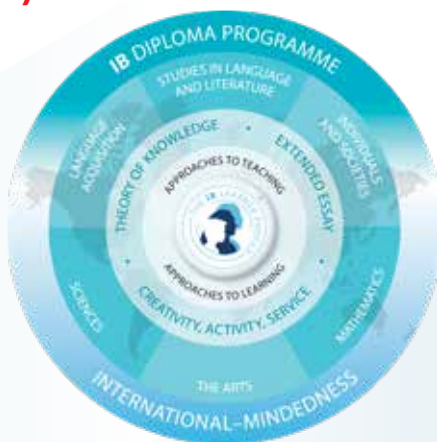 IB DIPLOMA PROGRAMME
STUDIES IN LANGUAGE
AND LITERATURE
LANGUAGE
ACQUISITION
INDIVIDUALS
AND SOCIETIES
THEORY OF KNOWLEDGE
EXTENDED ESSAY
APPROACHES TO TEACHING
APPROACHES TO LEARNING
CREATIVITY, ACTIVITY, SERVICE
SCIENCES
MATHEMATICS
THE ARTS
INTERNATIONAL-MINDEDNESS